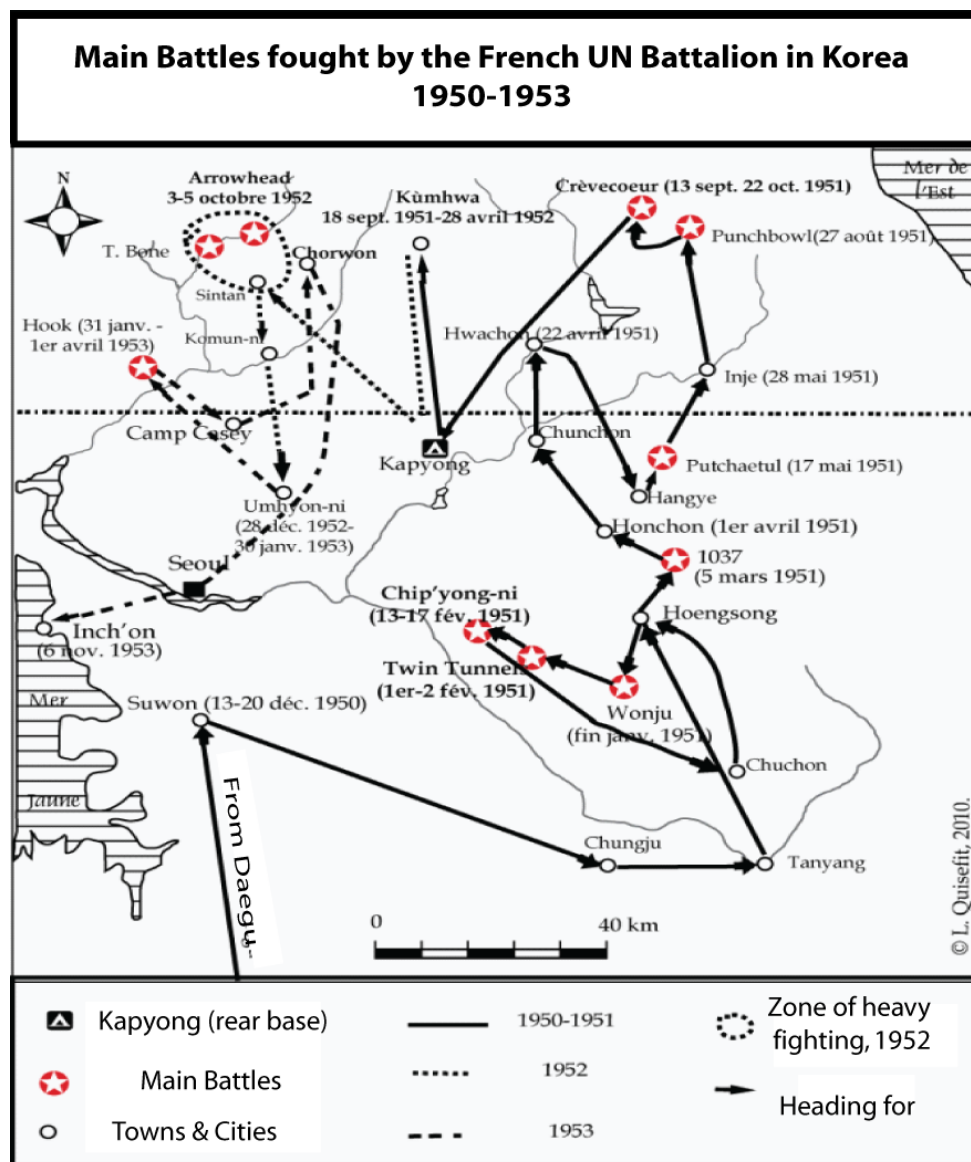 Main Battles fought by the French UN Battalion in Korea
1950-1953
N
Arrowhead
3-5 octobre 1952
Kùmhwa
18 sept. 1951-28 avril 1952
Crèvecoeur (13 sept. 22 oct. 1951)
Mer de
l'Est
T. Bøhe
Chorwon
Punchbowl(27 août 1951)
Sintan
Hook (31 janv. -
1er avril 1953)
Komun-ni
Hwachon (22 avril 1951)
Inje (28 mai 1951)
Camp Casey
Chunchon
Kapyong
Putchaetul (17 mai 1951)
Hangye
Umhyon-ni
(28 déc. 1952-
30 janv. 1953)
Honchon (1er avril 1951)
Seoul
1037
(5 mars 1951)
Chip'yong-ni
(13-17 fév. 1951)
Hoengsong
Inch'on
(6 nov. 1953)
Twin Tunnels
(1er-2 fév. 1951)
Mer
Suwon (13-20 déc. 1950)
Wonju
(fin janv. 1951)
Chuchon
Jaune
From Daegu
Chungju
Tanyang
0
40 km
© L. Quisefit, 2010.
Kapyong (rear base)
1950-1951
Zone of heavy
fighting, 1952
Main Battles
1952
Heading for
Towns & Cities
1953